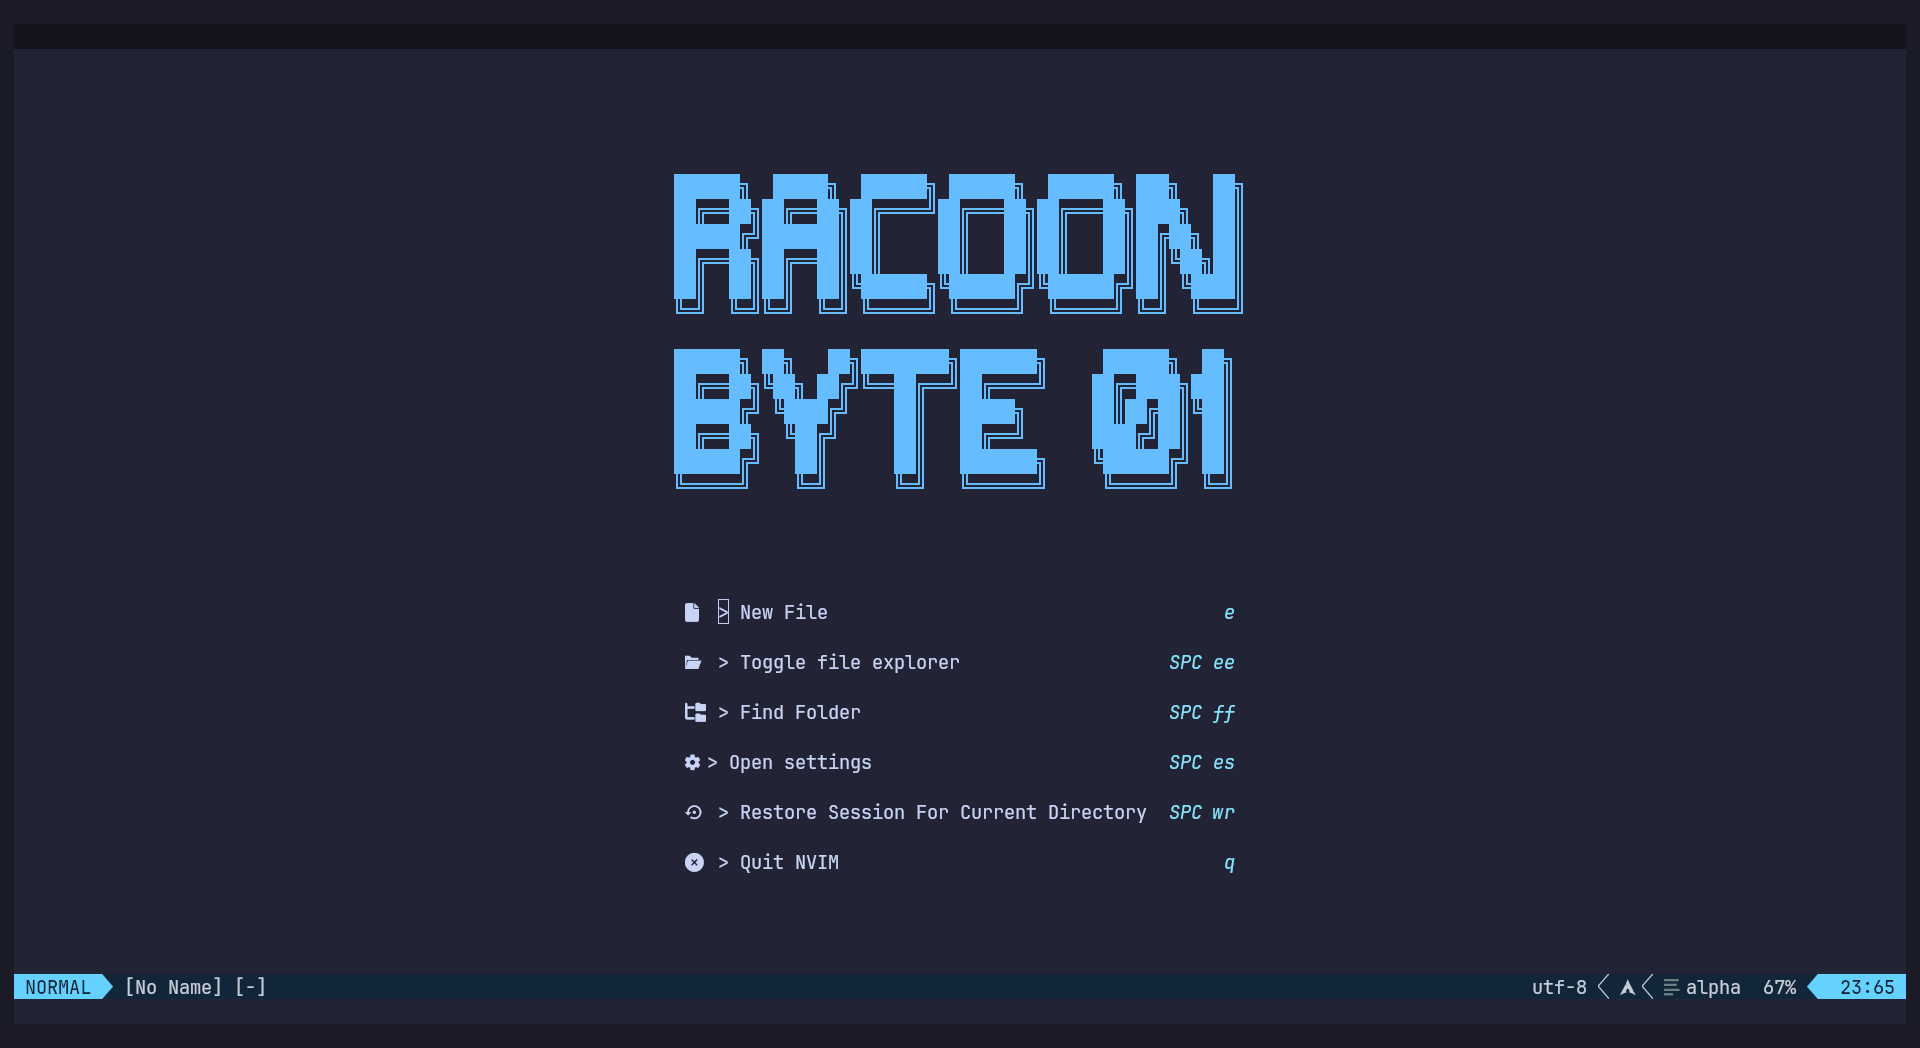 RACOON
BYTE 01
> New File e
> Toggle file explorer SPC ee
> Find Folder SPC ff
> Open settings SPC es
> Restore Session For Current Directory SPC wr
> Quit NVIM q
NORMAL [No Name] [-] utf-8 alpha 67% 23:65